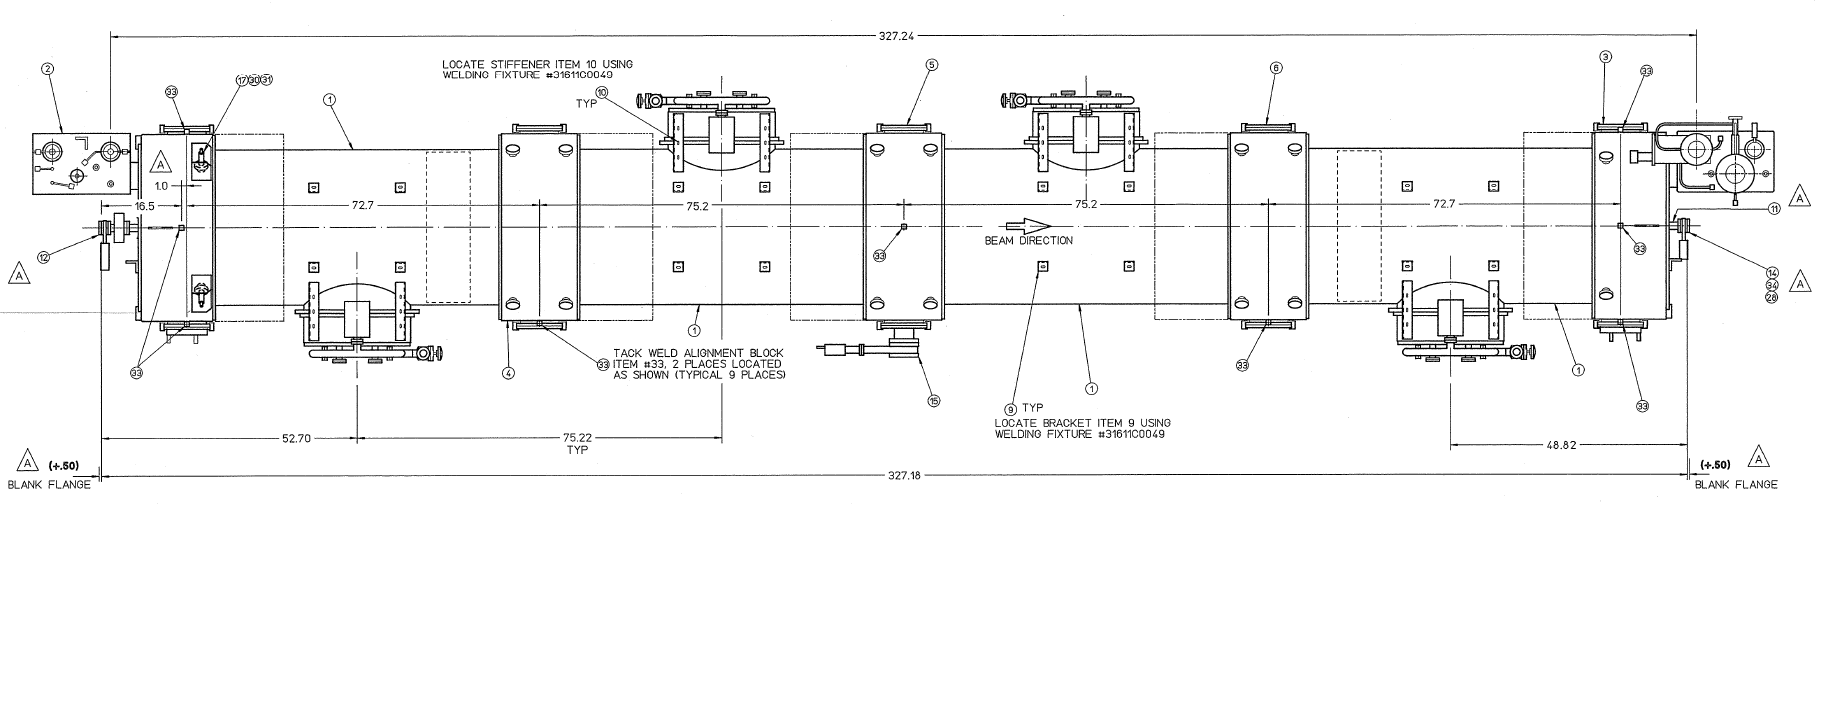 327.24
LOCATE STIFFENER ITEM 10 USING
WELDING FIXTURE #31611C0049
2
33
17 30 31
1
TYP 10
5
6
3
33
A
1.0
16.5
72.7
75.2
75.2
72.7
11
A
12
A
33
BEAM DIRECTION
33
14
34
28
A
33
1
TACK WELD ALIGNMENT BLOCK
33 ITEM #33, 2 PLACES LOCATED
AS SHOWN (TYPICAL 9 PLACES)
4
15
33
1
1
33
9 TYP
LOCATE BRACKET ITEM 9 USING
WELDING FIXTURE #31611C0049
52.70
75.22
TYP
48.82
A (+.50)
BLANK FLANGE
327.18
(+.50) A
BLANK FLANGE